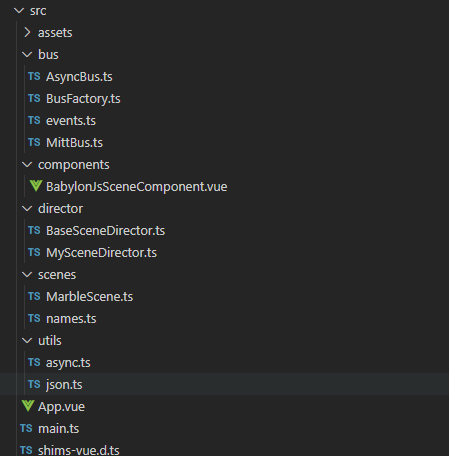 src
assets
bus
TS AsyncBus.ts
TS BusFactory.ts
TS events.ts
TS MittBus.ts
components
BabylonJsSceneComponent.vue
director
TS BaseSceneDirector.ts
TS MySceneDirector.ts
scenes
TS MarbleScene.ts
TS names.ts
utils
TS async.ts
TS json.ts
App.vue
TS main.ts
TS shims-vue.d.ts